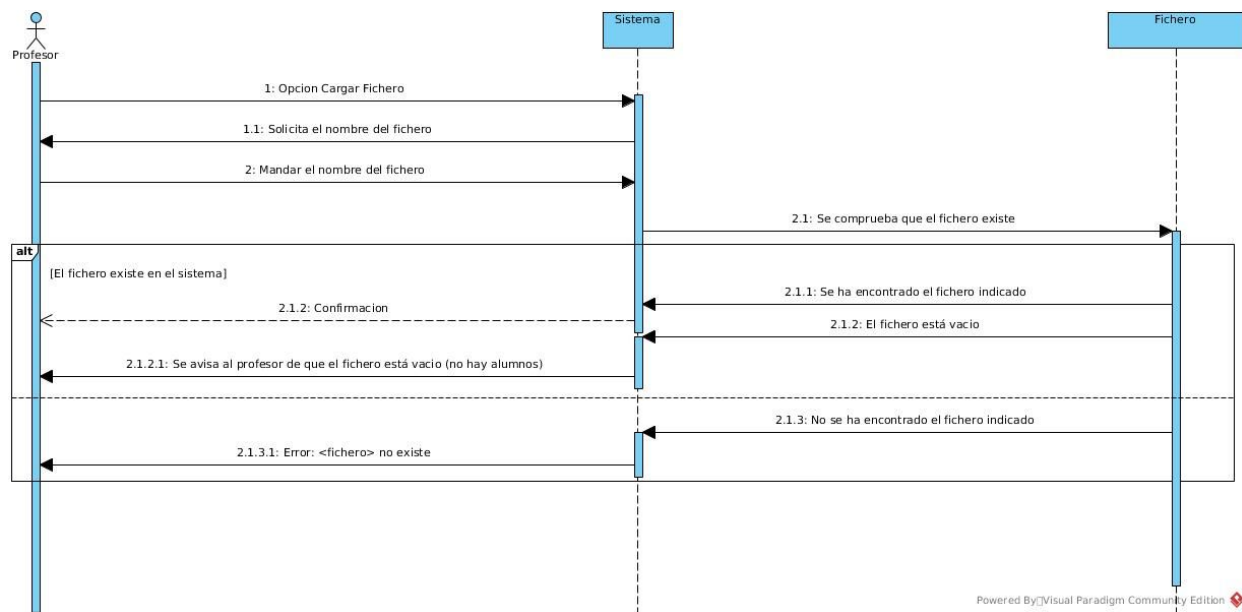 Sistema
Fichero
Profesor
1: Opcion Cargar Fichero
1.1: Solicita el nombre del fichero
2: Mandar el nombre del fichero
2.1: Se comprueba que el fichero existe
alt
[El fichero existe en el sistema]
2.1.1: Se ha encontrado el fichero indicado
2.1.2: Confirmacion
2.1.2: El fichero está vacio
2.1.2.1: Se avisa al profesor de que el fichero está vacio (no hay alumnos)
2.1.3: No se ha encontrado el fichero indicado
2.1.3.1: Error: <fichero> no existe
Powered By Visual Paradigm Community Edition